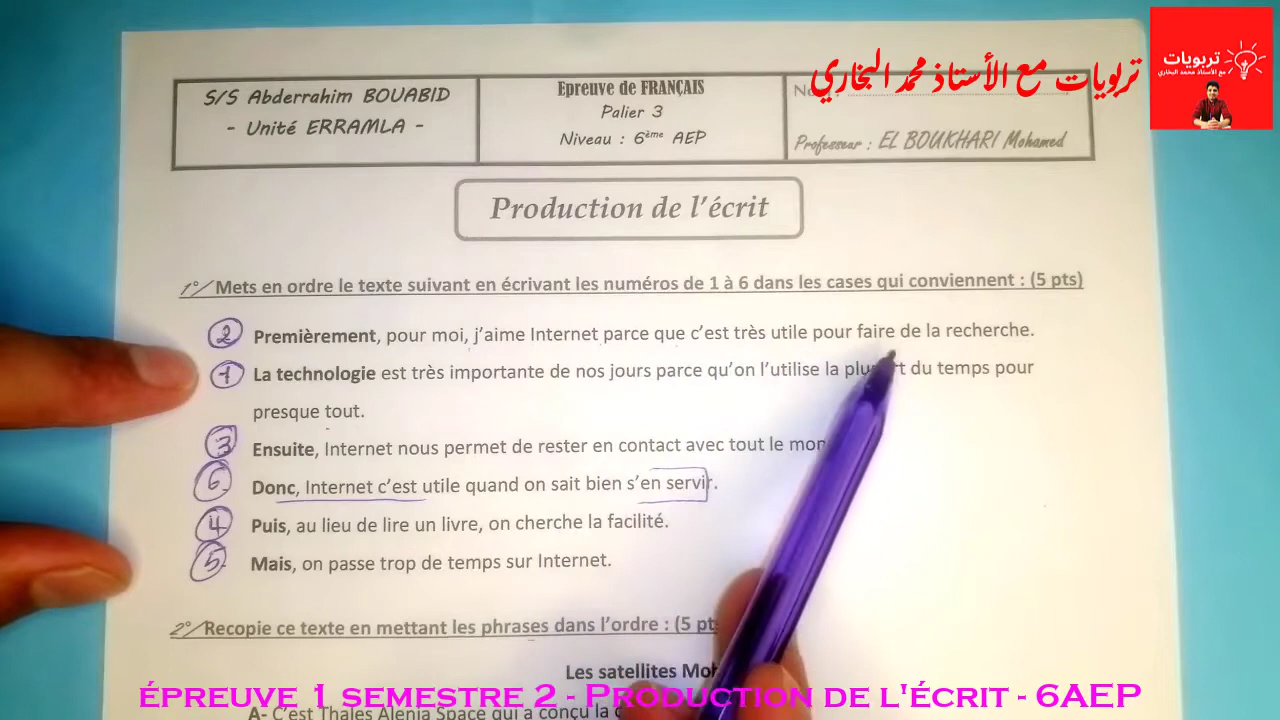 تربويات مع الأستاذ محمد البخاري
تربويات
مع الأستاذ محمد البخاري
S/S Abderrahim BOUABID
- Unité ERRAMLA -
Epreuve de FRANÇAIS
Palier 3
Niveau : 6ème AEP
Professeur : EL BOUKHARI Mohamed
Production de l'écrit
1°/ Mets en ordre le texte suivant en écrivant les numéros de 1 à 6 dans les cases qui conviennent : (5 pts)
2 Premièrement, pour moi, j'aime Internet parce que c'est très utile pour faire de la recherche.
1 La technologie est très importante de nos jours parce qu'on l'utilise la du temps pour
presque tout.
3 Ensuite, Internet nous permet de rester en contact avec tout le
6 Donc, Internet c'est utile quand on sait bien s'en servir.
4 Puis, au lieu de lire un livre, on cherche la facilité.
5 Mais, on passe trop de temps sur Internet.
2°/ Recopie ce texte en mettant les phrases dans l'ordre : (5
Les satellites
A- C'est Thales Alenia Space qui a conçu la
épreuve 1 semestre 2 - Production de l'écrit - 6AEP